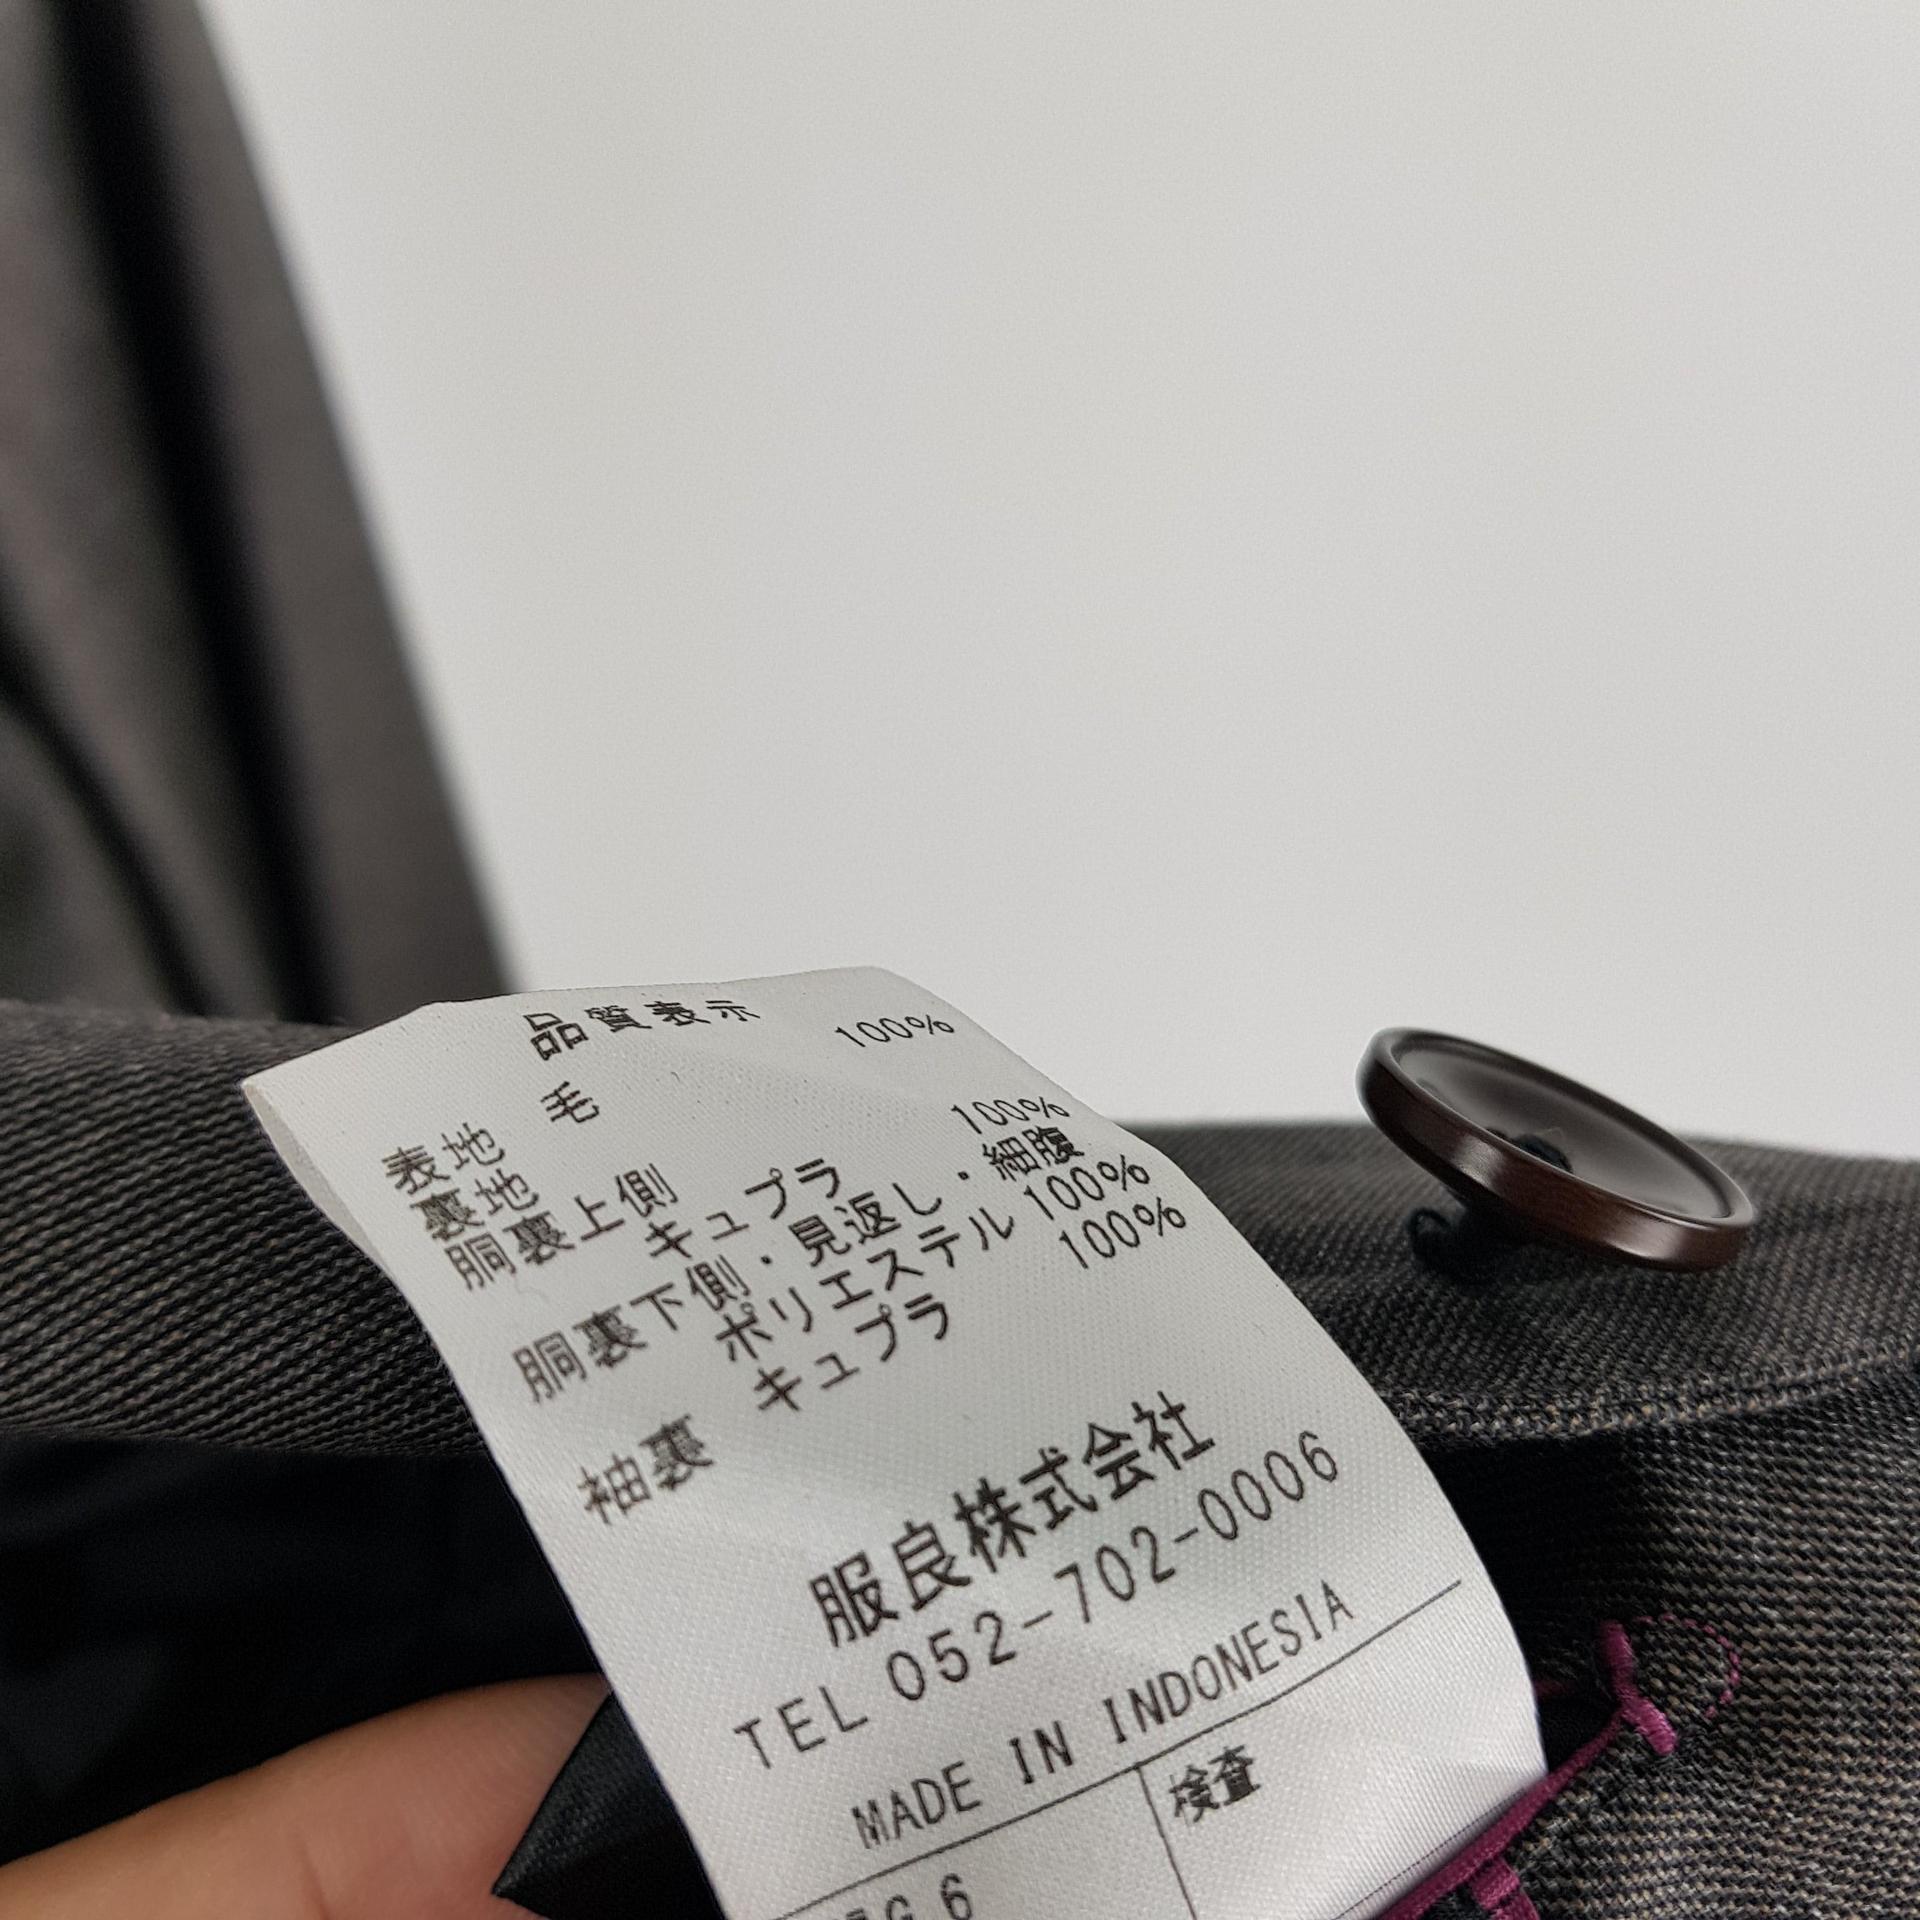 品質表示
表地 毛 100%
裏地
胴裏上側
キュプラ 100%
胴裏下側・見返し・細腹
ポリエステル 100%
袖裏 キュプラ 100%
服良株式会社
TEL 052-702-0006
MADE IN INDONESIA
検査